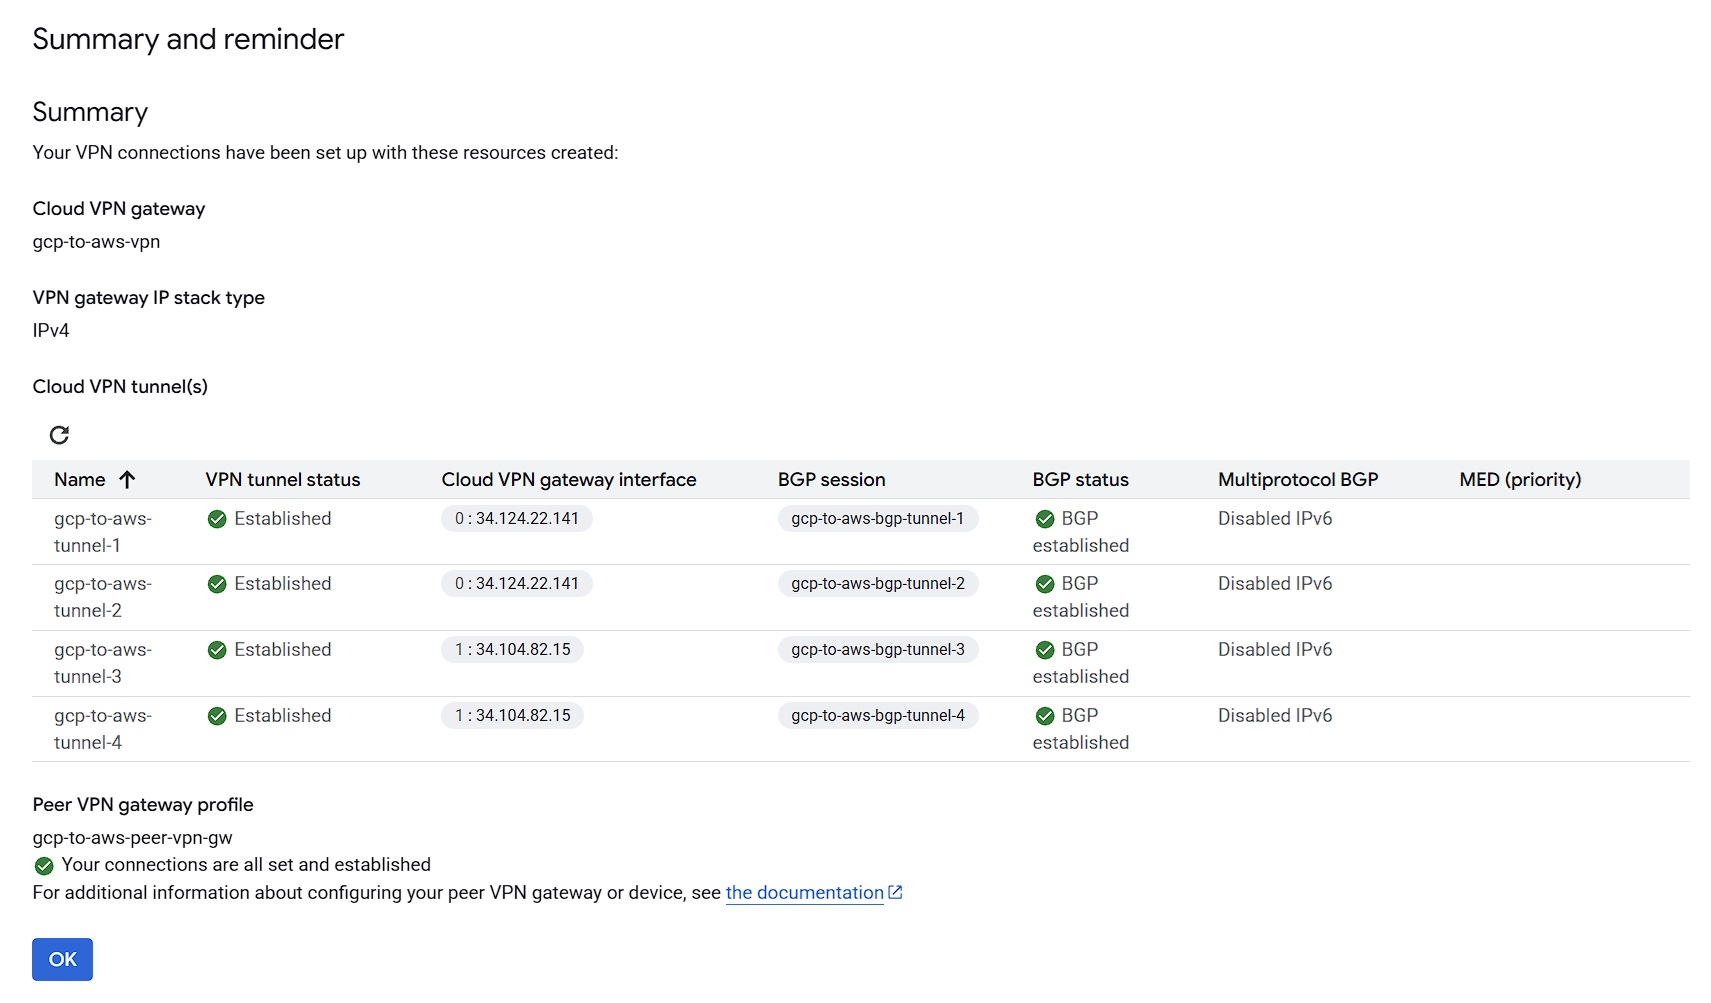 Summary and reminder
Summary
Your VPN connections have been set up with these resources created:
Cloud VPN gateway
gcp-to-aws-vpn
VPN gateway IP stack type
IPv4
Cloud VPN tunnel(s)
Name VPN tunnel status Cloud VPN gateway interface BGP session BGP status Multiprotocol BGP MED (priority)
gcp-to-aws- Established 0 : 34.124.22.141 gcp-to-aws-bgp-tunnel-1 BGP Disabled IPv6
tunnel-1 established
gcp-to-aws- Established 0 : 34.124.22.141 gcp-to-aws-bgp-tunnel-2 BGP Disabled IPv6
tunnel-2 established
gcp-to-aws- Established 1 : 34.104.82.15 gcp-to-aws-bgp-tunnel-3 BGP Disabled IPv6
tunnel-3 established
gcp-to-aws- Established 1 : 34.104.82.15 gcp-to-aws-bgp-tunnel-4 BGP Disabled IPv6
tunnel-4 established
Peer VPN gateway profile
gcp-to-aws-peer-vpn-gw
Your connections are all set and established
For additional information about configuring your peer VPN gateway or device, see the documentation
OK